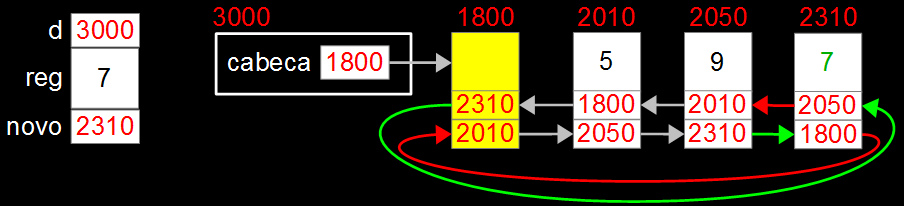 3000 1800 2010 2050 2310
d 3000
cabeca 1800 5 9 7
reg 7
2310 1800 2010 2050
novo 2310
2010 2050 2310 1800